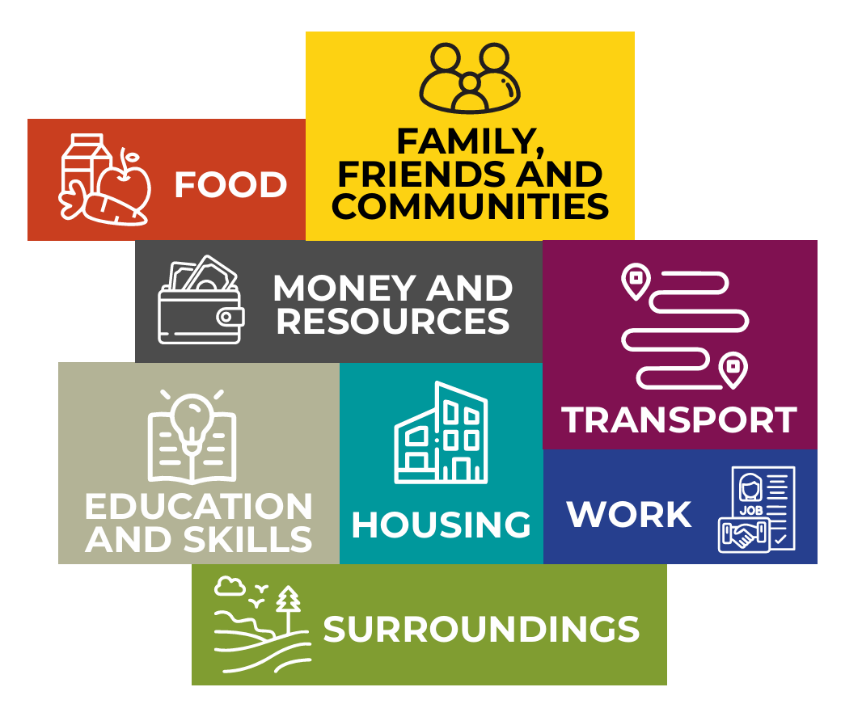 FAMILY,
FRIENDS AND
COMMUNITIES
FOOD
MONEY AND
RESOURCES
TRANSPORT
EDUCATION
AND SKILLS
HOUSING
WORK
JOB
SURROUNDINGS